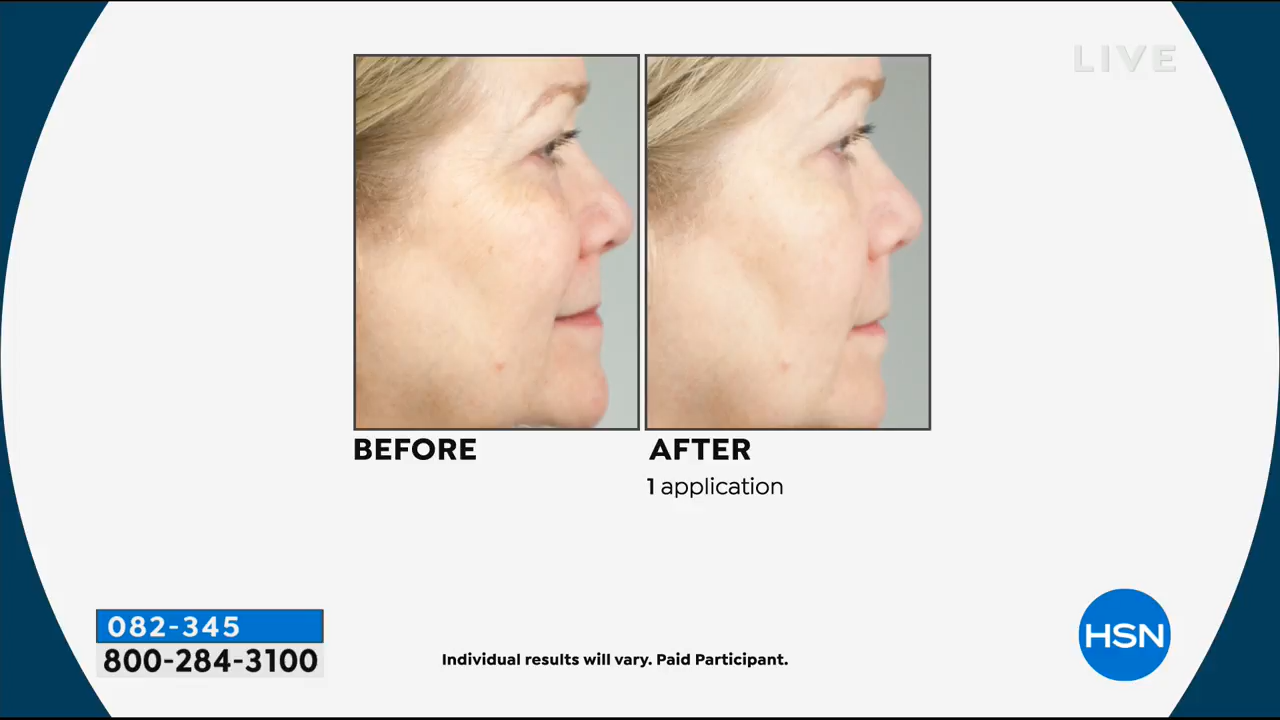 LIVE
BEFORE
AFTER
1 application
082-345
800-284-3100
Individual results will vary. Paid Participant.
HSN